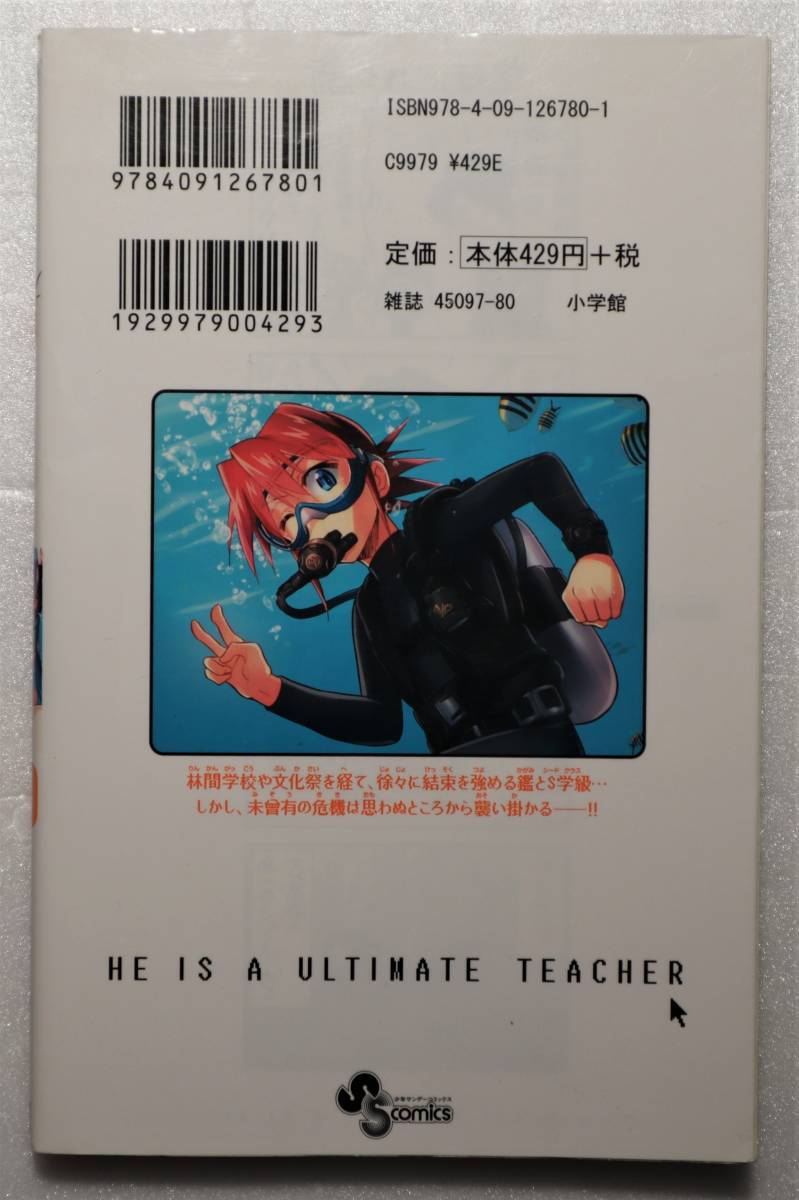 ISBN978-4-09-126780-1
9784091267801
C9979 ¥429E
定価:本体429円+税
1929979004293
雑誌 45097-80 小学館
林間学校や文化祭を経て、徐々に結束を強める鑑とS学級…
しかし、未曾有の危機は思わぬところから襲い掛かる――!!
HE IS A ULTIMATE TEACHER
少年サンデーコミックス
SScomics